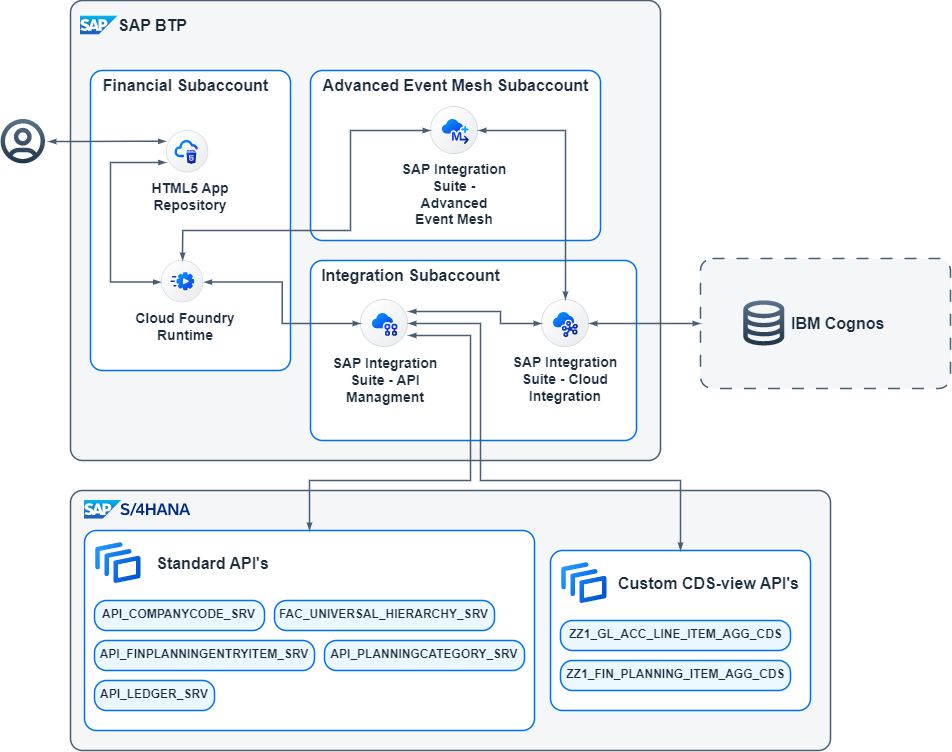 SAP SAP BTP
Financial Subaccount
HTML5 App
Repository
Cloud Foundry
Runtime
Advanced Event Mesh Subaccount
M
SAP Integration
Suite -
Advanced
Event Mesh
Integration Subaccount
SAP Integration
Suite - API
Managment
SAP Integration
Suite - Cloud
Integration
IBM Cognos
SAP S/4HANA
Standard API's
API_COMPANYCODE_SRV
FAC_UNIVERSAL_HIERARCHY_SRV
API_FINPLANNINGENTRYITEM_SRV
API_PLANNINGCATEGORY_SRV
API_LEDGER_SRV
Custom CDS-view API's
ZZ1_GL_ACC_LINE_ITEM_AGG_CDS
ZZ1_FIN_PLANNING_ITEM_AGG_CDS